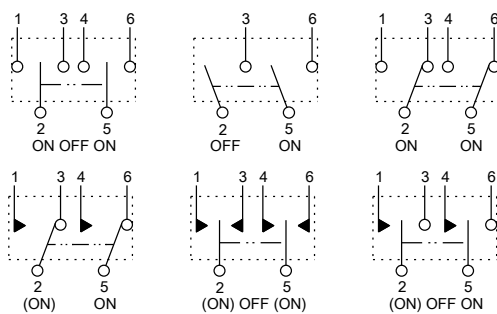 1 3 4 6
2 5
ON OFF ON
3 6
2 5
OFF ON
1 3 4 6
2 5
ON ON
1 3 4 6
2 5
(ON) ON
1 3 4 6
2 5
(ON) OFF (ON)
1 3 4 6
2 5
(ON) OFF ON